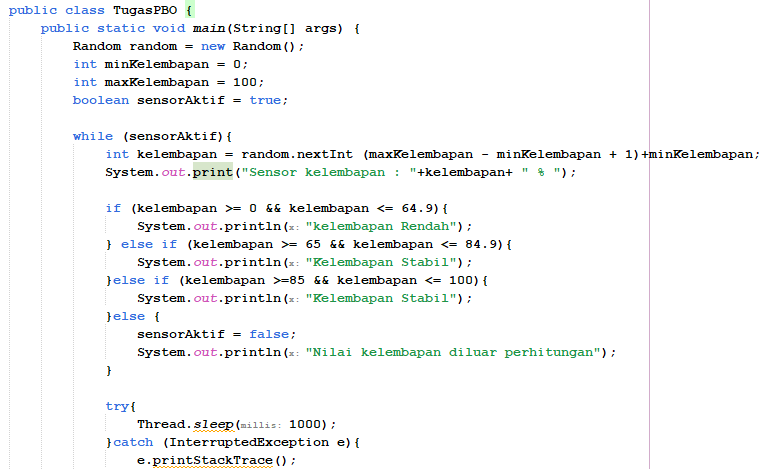 public class TugasPBO {
public static void main(String[] args) {
Random random = new Random();
int minKelembapan = 0;
int maxKelembapan = 100;
boolean sensorAktif = true;
while (sensorAktif){
int kelembapan = random.nextInt (maxKelembapan - minKelembapan + 1)+minKelembapan;
System.out.print("Sensor kelembapan : "+kelembapan+ " % ");
if (kelembapan >= 0 && kelembapan <= 64.9){
System.out.println(x: "kelembapan Rendah");
} else if (kelembapan >= 65 && kelembapan <= 84.9){
System.out.println(x: "Kelembapan Stabil");
}else if (kelembapan >=85 && kelembapan <= 100){
System.out.println(x: "Kelembapan Stabil");
}else {
sensorAktif = false;
System.out.println(x: "Nilai kelembapan diluar perhitungan");
}
try{
Thread.sleep(millis: 1000);
}catch (InterruptedException e){
e.printStackTrace();